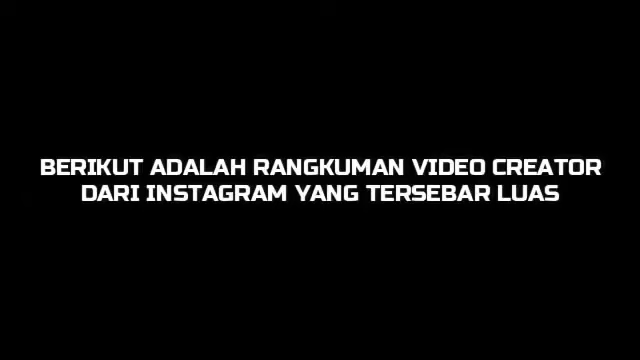 BERIKUT ADALAH RANGKUMAN VIDEO CREATOR
DARI INSTAGRAM YANG TERSEBAR LUAS